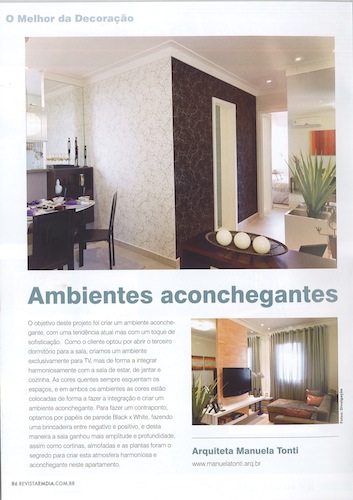 O Melhor da Decoração
Ambientes aconchegantes
O objetivo deste projeto foi criar um ambiente aconche-
gante, com uma tendência atual mas com um toque de
sofisticação. Como o cliente optou por abrir o terceiro
dormitório para a sala, criamos um ambiente
exclusivamente para TV, mas de forma a integrar
harmoniosamente com a sala de estar, de jantar e
cozinha. As cores quentes sempre esquentam os
espaços, e em ambos os ambientes as cores estão
colocadas de forma a fazer a integração e criar um
ambiente aconchegante. Para fazer um contraponto,
optamos por papéis de parede Black x White, fazendo
uma brincadeira entre negativo e positivo, e desta
maneira a sala ganhou mais amplitude e profundidade,
assim como cortinas, almofadas e as plantas foram o
segredo para criar esta atmosfera harmoniosa e
aconchegante neste apartamento.
Fotos: Divulgação
Arquiteta Manuela Tonti
www.manuelatonti.arq.br
86 REVISTAEMDIA.COM.BR